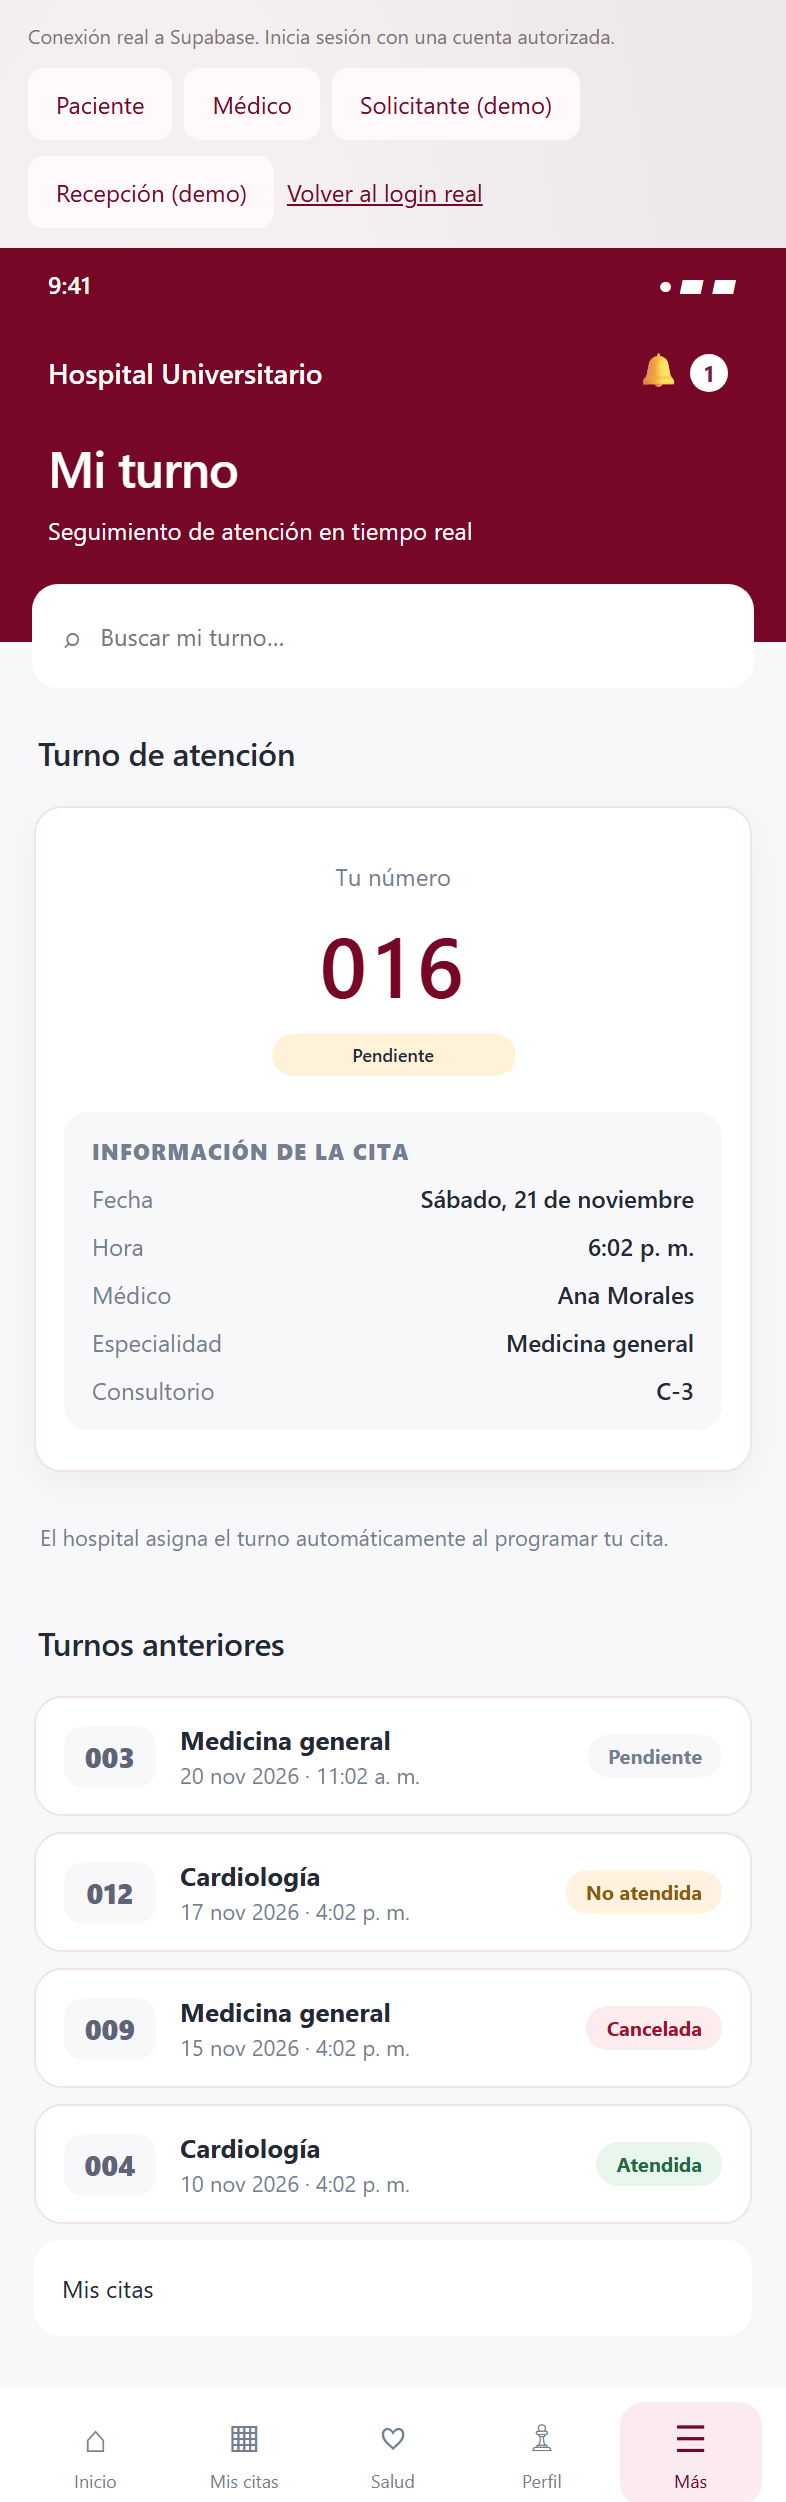 Conexión real a Supabase. Inicia sesión con una cuenta autorizada.
Paciente
Médico
Solicitante (demo)
Recepción (demo)
Volver al login real
9:41
Hospital Universitario
1
Mi turno
Seguimiento de atención en tiempo real
Buscar mi turno...
Turno de atención
Tu número
016
Pendiente
INFORMACIÓN DE LA CITA
Fecha Sábado, 21 de noviembre
Hora 6:02 p. m.
Médico Ana Morales
Especialidad Medicina general
Consultorio C-3
El hospital asigna el turno automáticamente al programar tu cita.
Turnos anteriores
003
Medicina general
20 nov 2026 · 11:02 a. m.
Pendiente
012
Cardiología
17 nov 2026 · 4:02 p. m.
No atendida
009
Medicina general
15 nov 2026 · 4:02 p. m.
Cancelada
004
Cardiología
10 nov 2026 · 4:02 p. m.
Atendida
Mis citas
Inicio
Mis citas
Salud
Perfil
Más